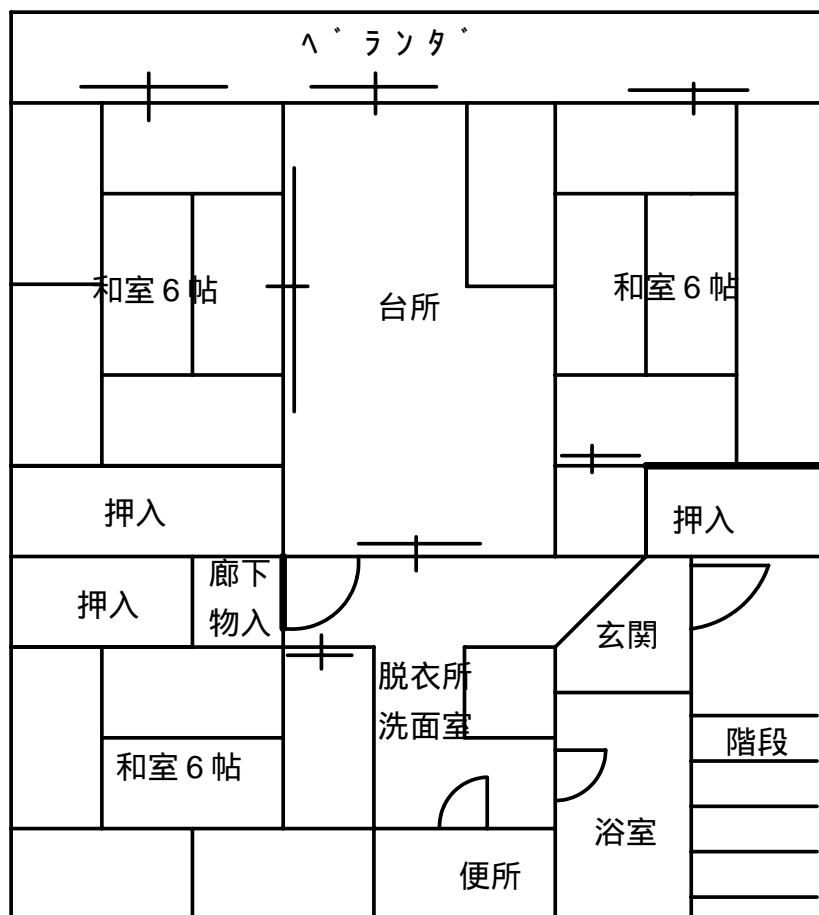 ﾍﾞﾗﾝﾀﾞ
和室６帖
台所
和室６帖
押入
押入
押入
廊下
物入
玄関
脱衣所
洗面室
階段
和室６帖
浴室
便所